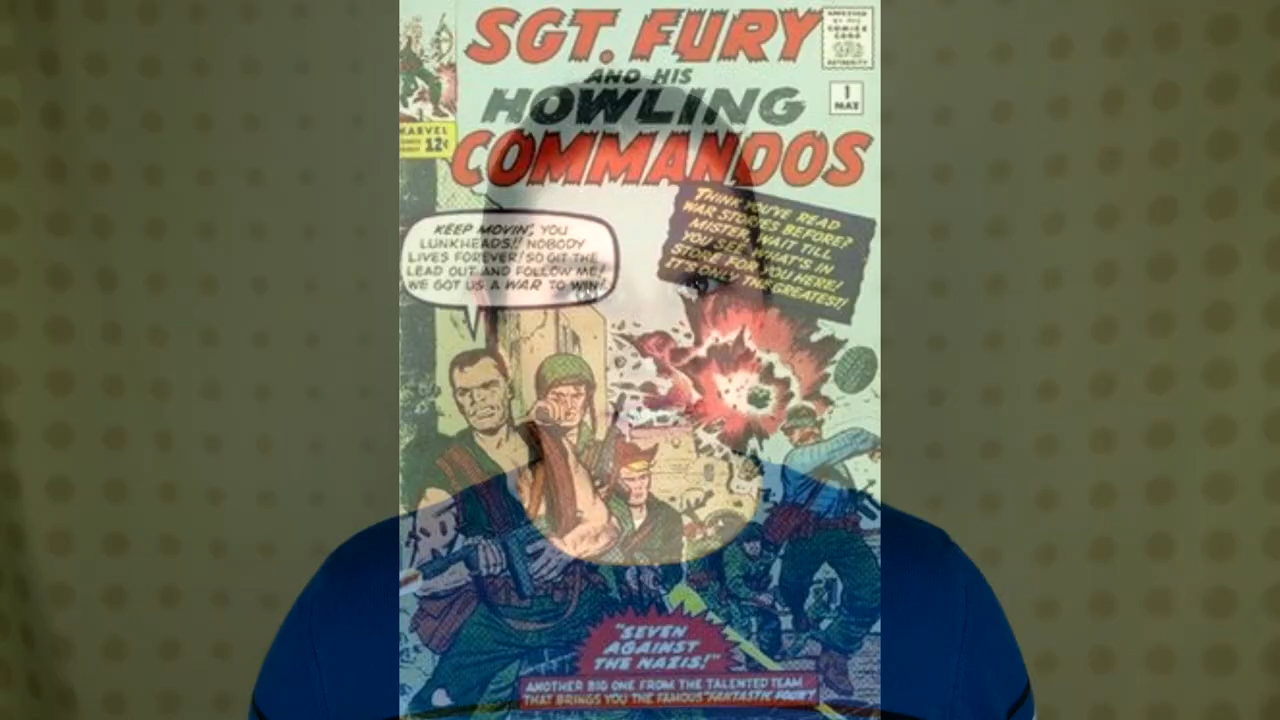 SGT. FURY
AND HIS
HOWLING
COMMANDOS
COMICS
CODE
AUTHORITY
1
MAY
MARVEL
12¢
THINK YOU'VE READ
WAR STORIES BEFORE?
MISTER, WAIT TILL
YOU SEE WHAT'S IN
STORE FOR YOU HERE!
IT'S ONLY THE GREATEST!
KEEP MOVIN', YOU
LUNKHEADS!! NOBODY
LIVES FOREVER! SO GIT THE
LEAD OUT AND FOLLOW ME!
WE GOT US A WAR TO WIN!
"SEVEN
AGAINST
THE NAZIS!"
ANOTHER BIG ONE FROM THE TALENTED TEAM
THAT BRINGS YOU THE FAMOUS "FANTASTIC FOUR"!